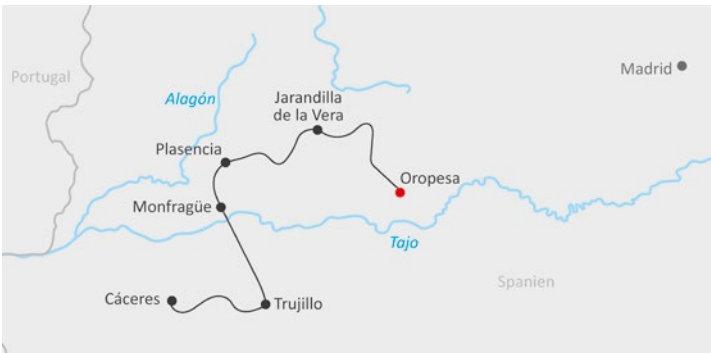 Madrid
Portugal
Alagón
Jarandilla
de la Vera
Plasencia
Oropesa
Monfragüe
Tajo
Spanien
Cáceres
Trujillo